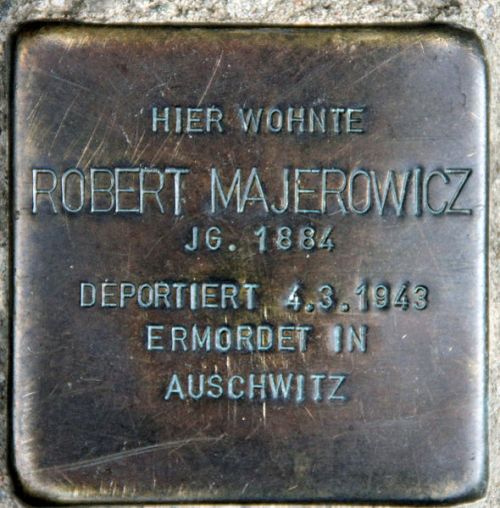 HIER WOHNTE
ROBERT MAJEROWICZ
JG. 1884
DEPORTIERT 4.3.1943
ERMORDET IN
AUSCHWITZ